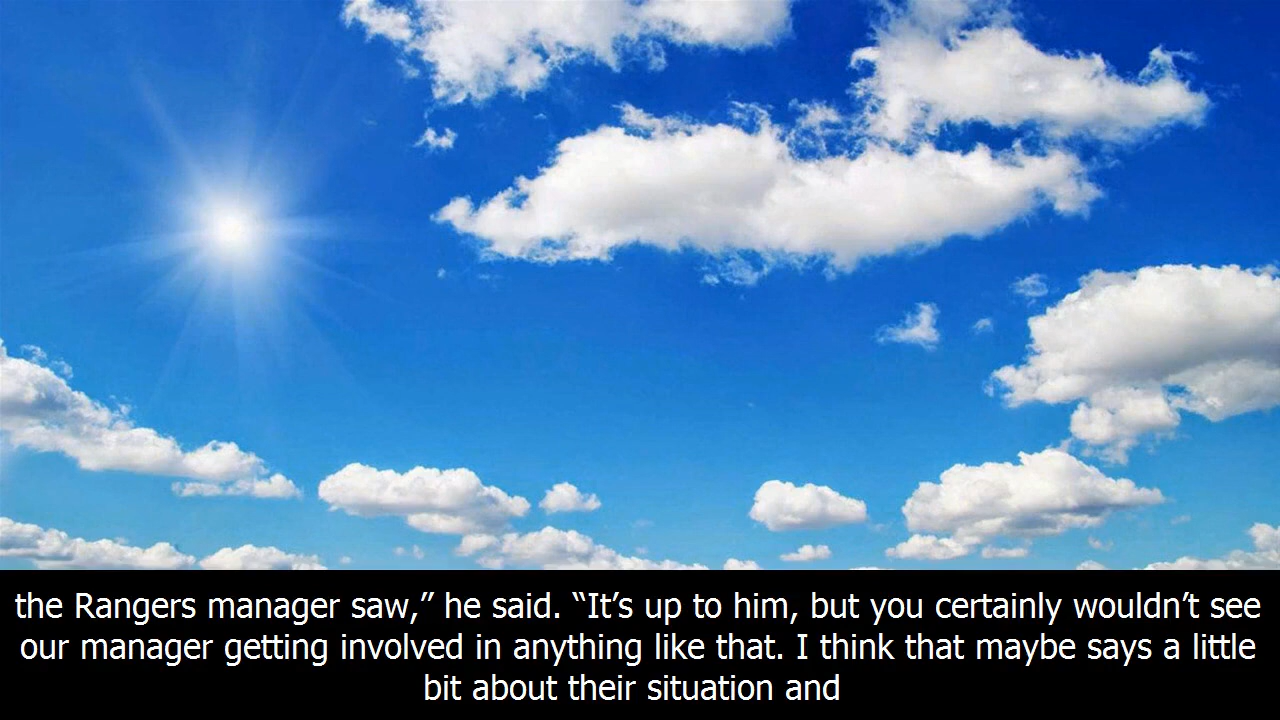 the Rangers manager saw,” he said. “It’s up to him, but you certainly wouldn’t see
our manager getting involved in anything like that. I think that maybe says a little
bit about their situation and